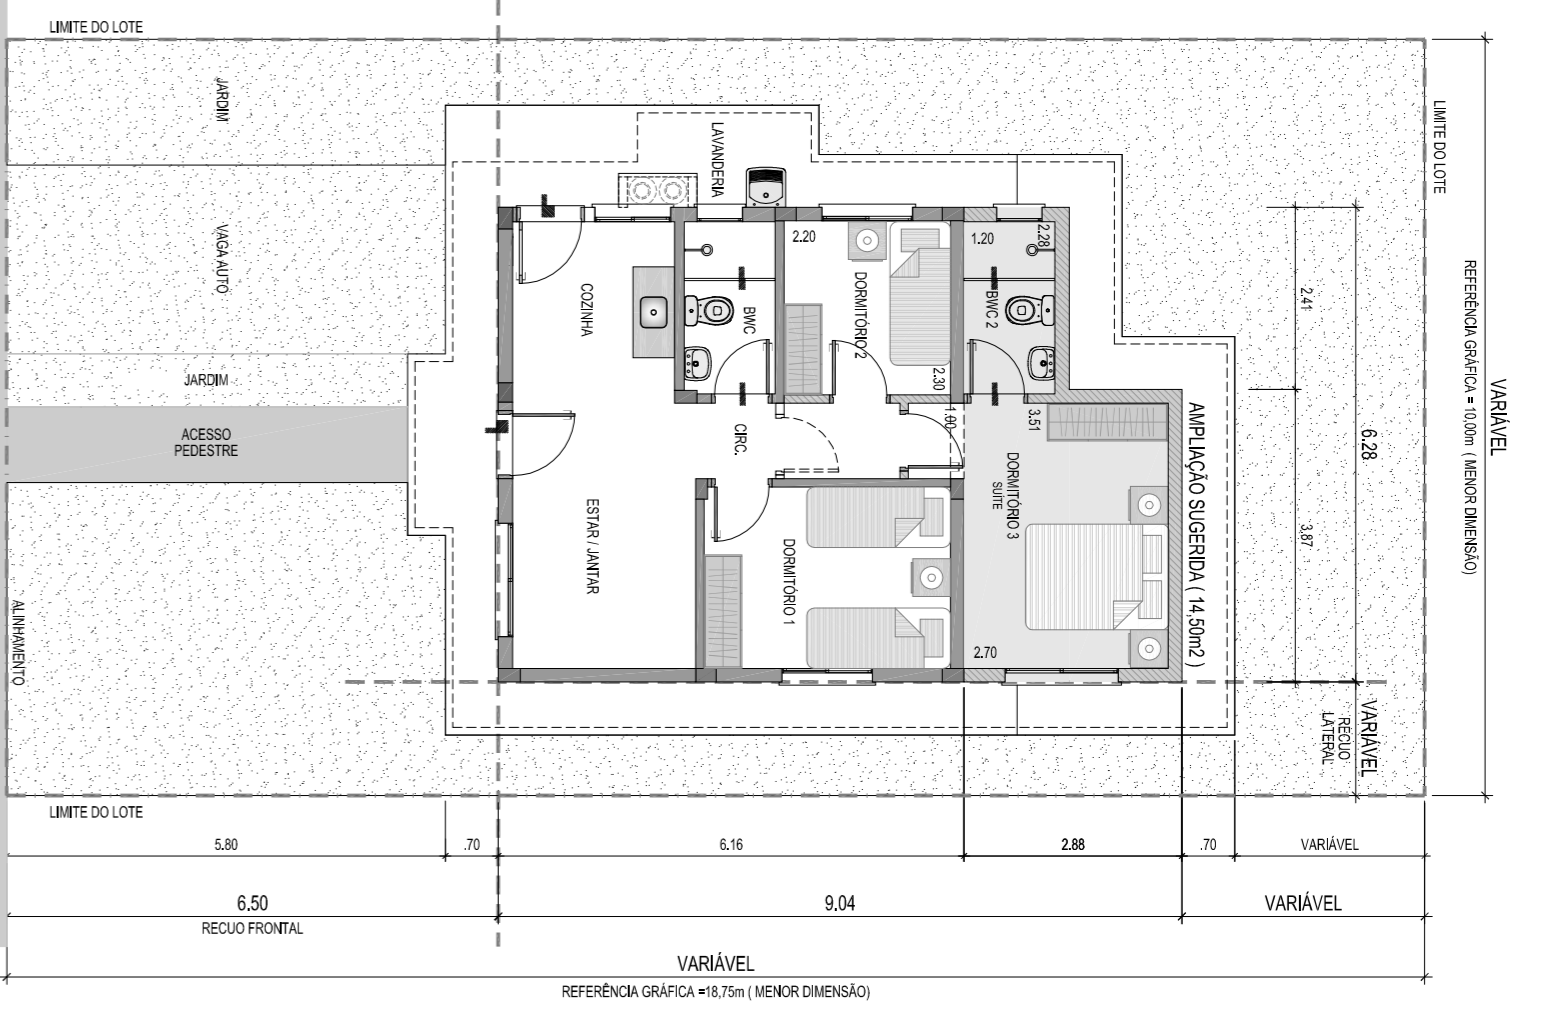 LIMITE DO LOTE
JARDIM
LAVANDERIA
LIMITE DO LOTE
VAGA AUTO
2.20
1.20
2.28
COZINHA
BWC
DORMITÓRIO 2
BWC 2
2.41
REFERÊNCIA GRÁFICA = 10,00m ( MENOR DIMENSÃO)
VARIÁVEL
JARDIM
2.30
ACESSO
PEDESTRE
CIRC.
1.00
3.51
AMPLIAÇÃO SUGERIDA ( 14,50m2 )
6.28
ESTAR / JANTAR
DORMITÓRIO 1
DORMITÓRIO 3
SUÍTE
3.87
ALINHAMENTO
2.70
VARIÁVEL
RECUO
LATERAL
LIMITE DO LOTE
5.80
.70
6.16
2.88
.70
VARIÁVEL
6.50
9.04
VARIÁVEL
RECUO FRONTAL
VARIÁVEL
REFERÊNCIA GRÁFICA =18,75m ( MENOR DIMENSÃO)